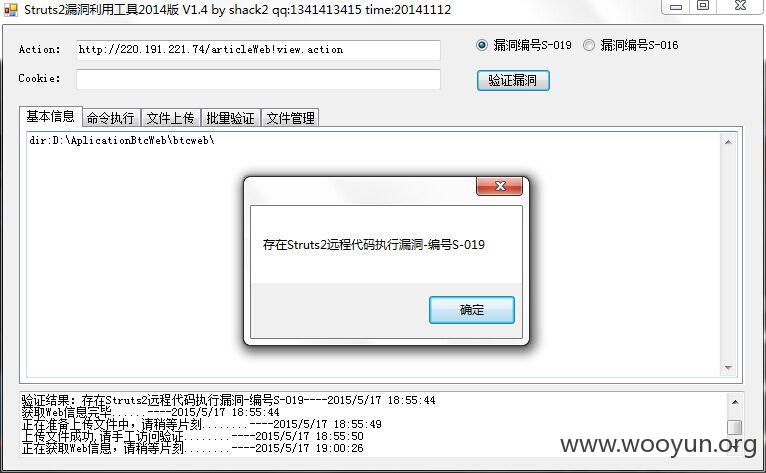 Struts2漏洞利用工具2014版 V1.4 by shack2 qq:1341413415 time:20141112
Action: http://220.191.221.74/articleWeb!view.action 漏洞编号S-019 漏洞编号S-016
Cookie: 验证漏洞
基本信息 命令执行 文件上传 批量验证 文件管理
dir:D:\AplicationBtcWeb\btcweb\
存在Struts2远程代码执行漏洞-编号S-019
确定
验证结果: 存在Struts2远程代码执行漏洞-编号S-019----2015/5/17 18:55:44
获取Web信息完毕......----2015/5/17 18:55:44
正在准备上传文件中,请稍等片刻........----2015/5/17 18:55:49
上传文件成功,请手工访问验证........----2015/5/17 18:55:50
正在获取Web信息，请稍等片刻........----2015/5/17 19:00:26
www.wooyun.org